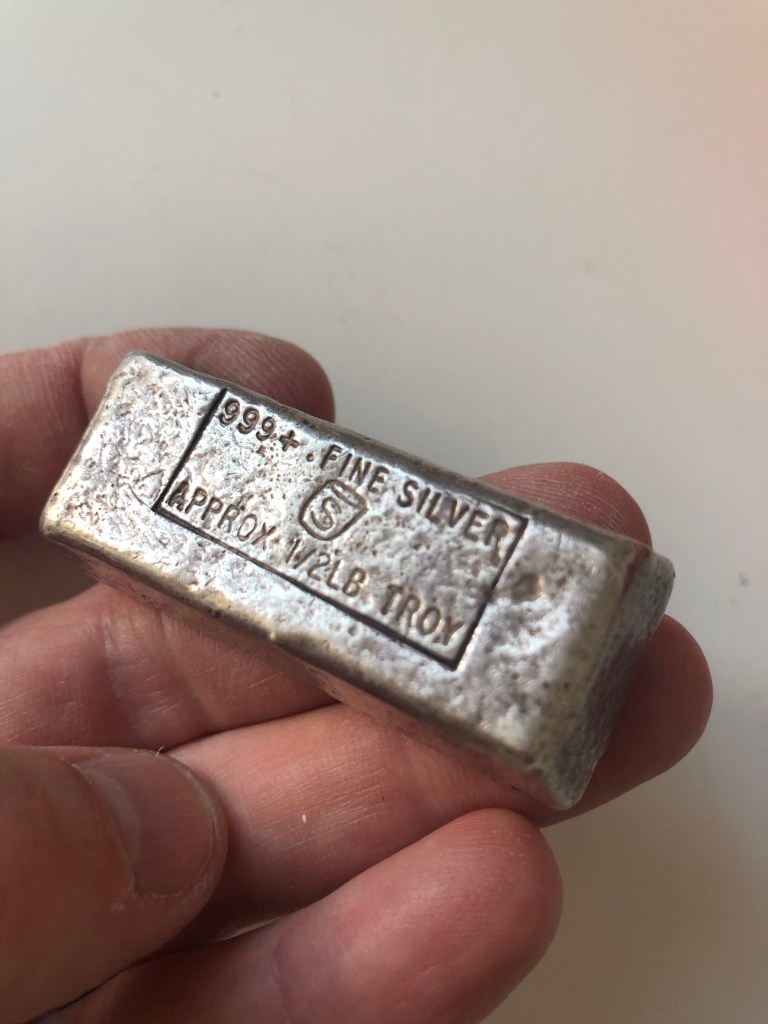 999+ .FINE SILVER
S
APPROX 1/2LB. TROY